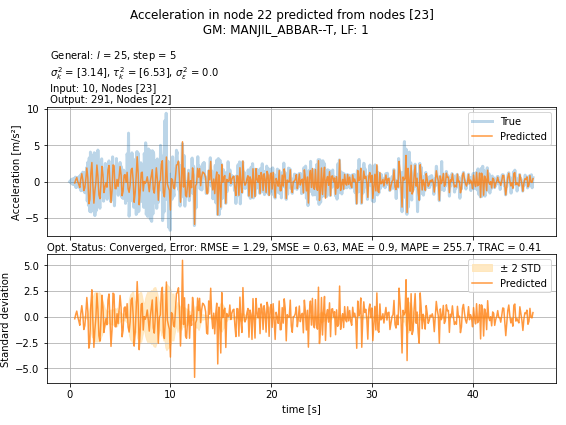 Acceleration in node 22 predicted from nodes [23]
GM: MANJIL_ABBAR--T, LF: 1
General: l = 25, step = 5
σ²ₖ = [3.14], τ²ₖ = [6.53], σ²ε = 0.0
Input: 10, Nodes [23]
Output: 291, Nodes [22]
10
5
0
−5
Acceleration [m/s²]
True
Predicted
Opt. Status: Converged, Error: RMSE = 1.29, SMSE = 0.63, MAE = 0.9, MAPE = 255.7, TRAC = 0.41
5.0
2.5
0.0
−2.5
−5.0
Standard deviation
± 2 STD
Predicted
0 10 20 30 40
time [s]